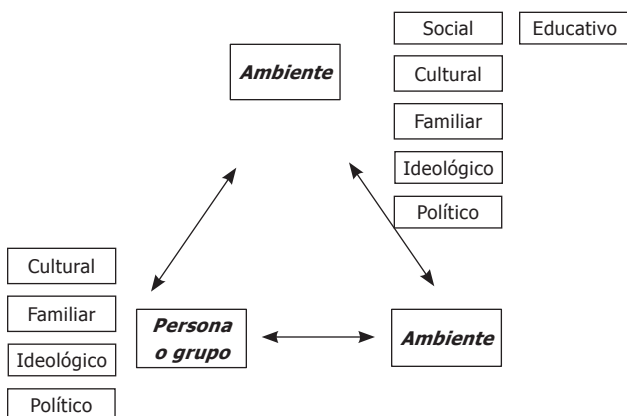 Social
Educativo
Ambiente
Cultural
Familiar
Ideológico
Político
Cultural
Familiar
Persona
o grupo
Ambiente
Ideológico
Político